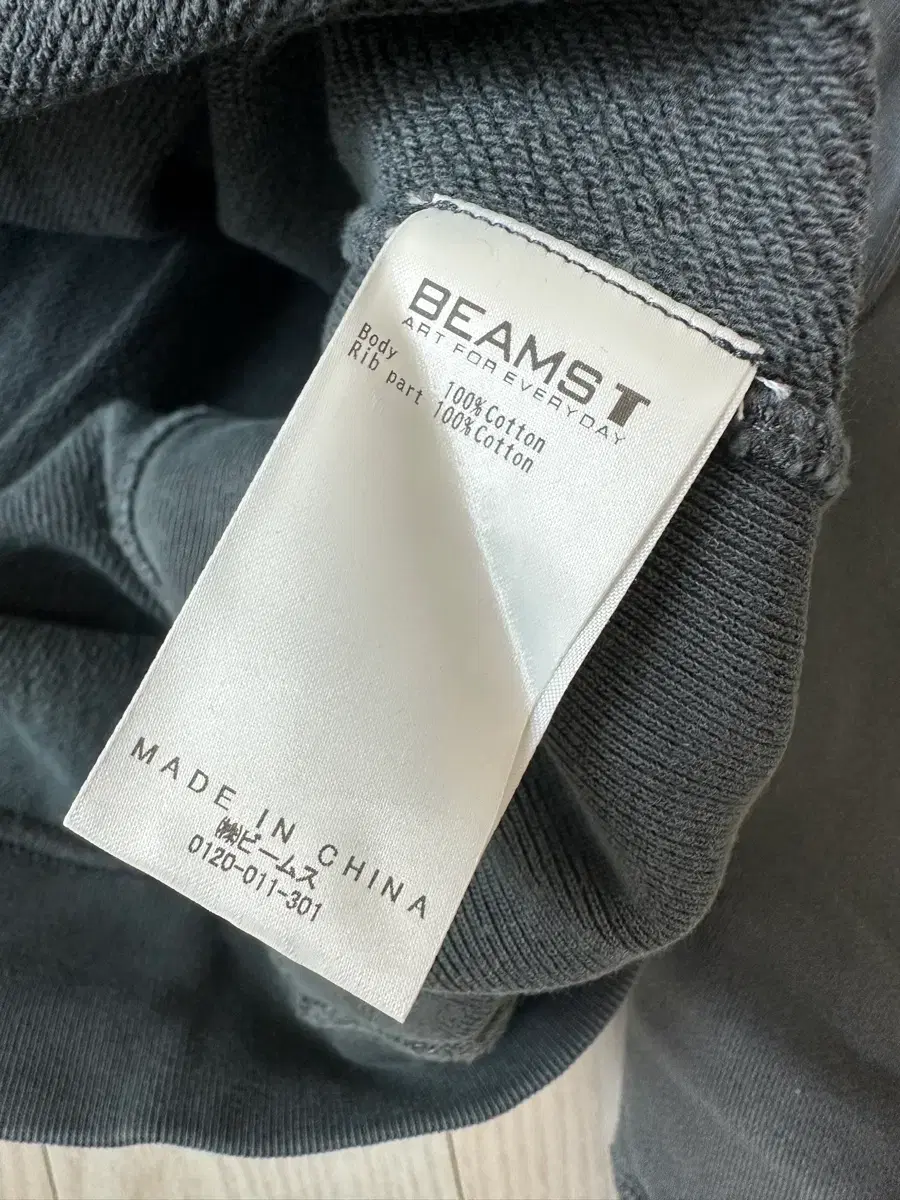 BEAMS T
ART FOR EVERYDAY
Body 100%Cotton
Rib part 100%Cotton
MADE IN CHINA
㈱ビームス
0120-011-301